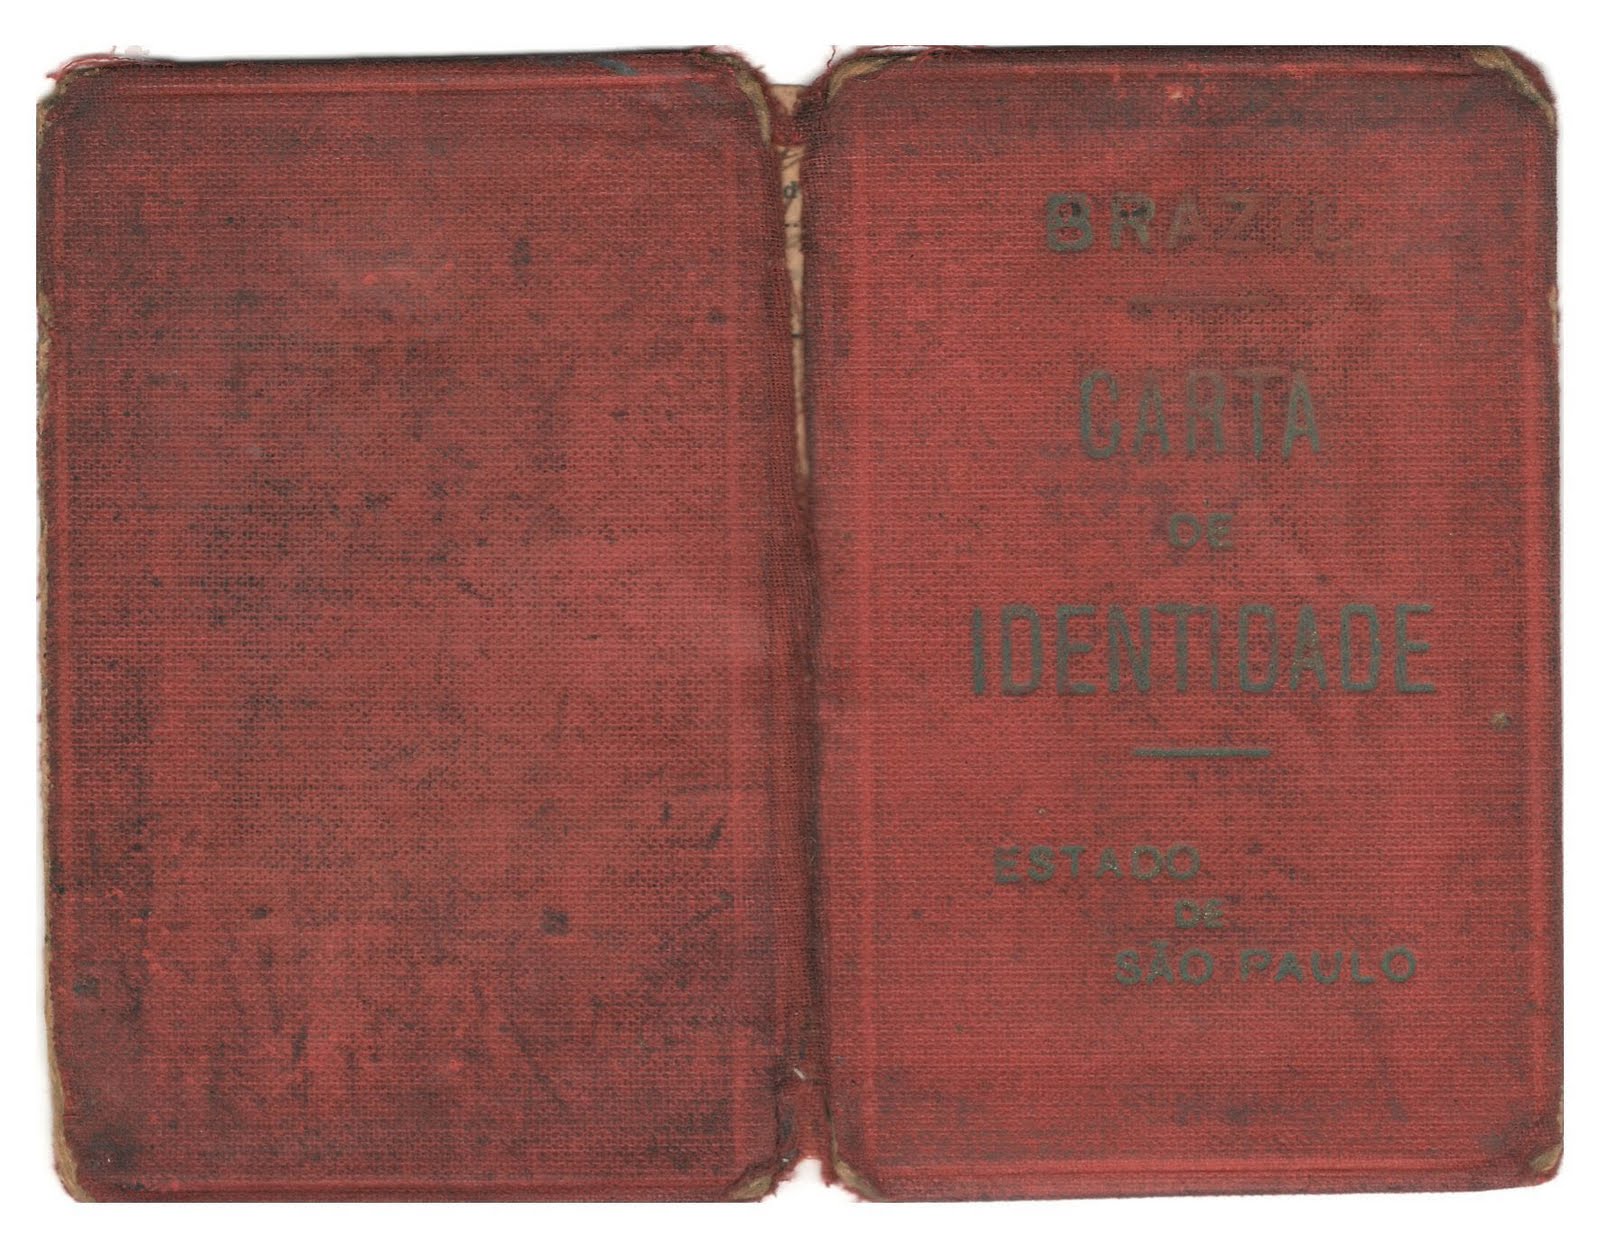 BRAZIL
CARTA
DE
IDENTIDADE
ESTADO
DE
SÃO PAULO